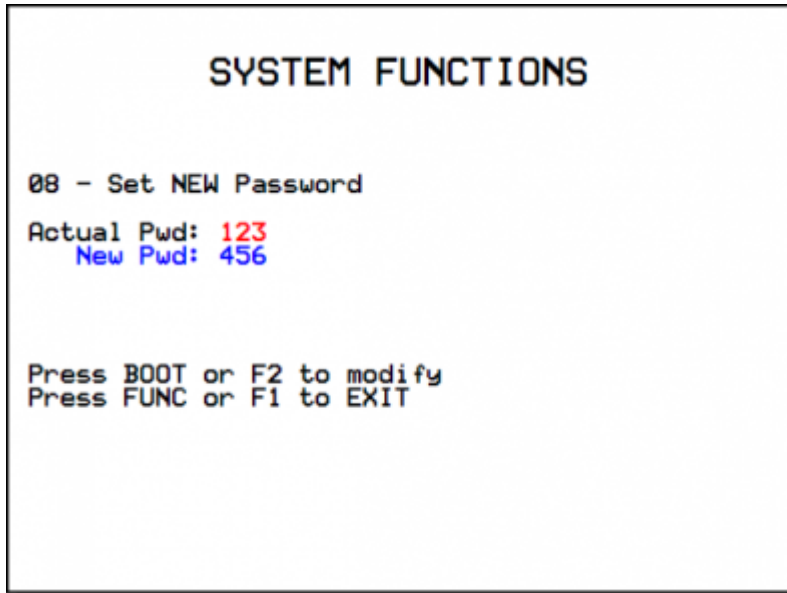 SYSTEM FUNCTIONS
08 - Set NEW Password
Actual Pwd: 123
New Pwd: 456
Press BOOT or F2 to modify
Press FUNC or F1 to EXIT